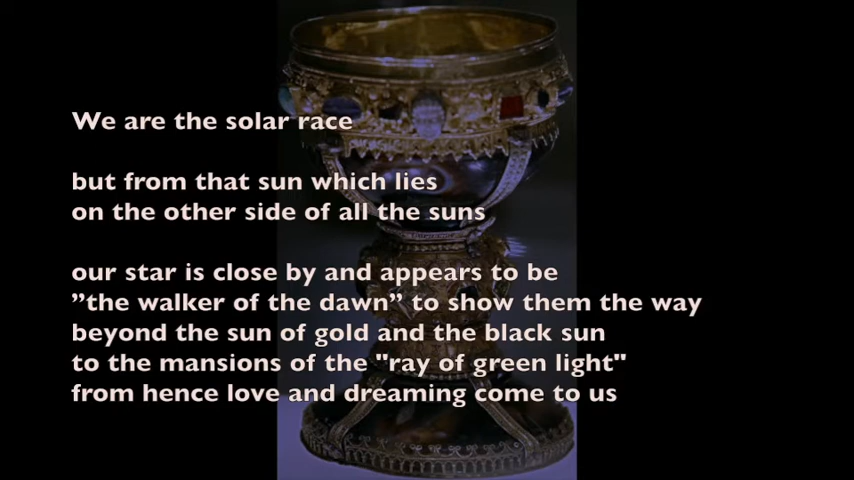 We are the solar race
but from that sun which lies
on the other side of all the suns
our star is close by and appears to be
”the walker of the dawn” to show them the way
beyond the sun of gold and the black sun
to the mansions of the "ray of green light"
from hence love and dreaming come to us